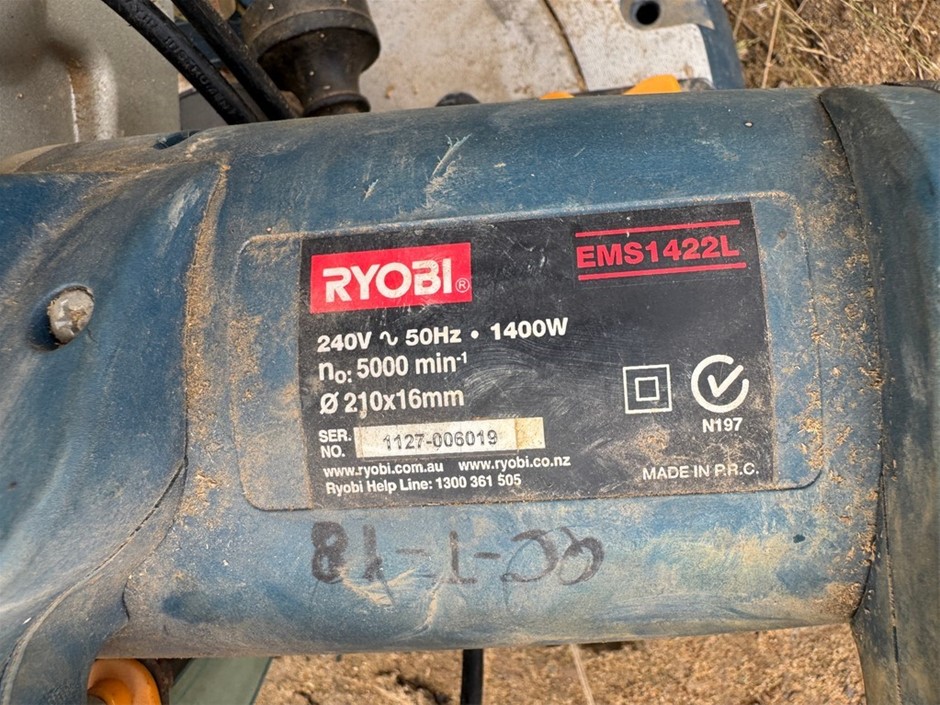 RYOBI®
EMS1422L
240V ~ 50Hz • 1400W
nₒ: 5000 min⁻¹
Ø 210x16mm
SER. NO. 1127-006019
www.ryobi.com.au www.ryobi.co.nz
Ryobi Help Line: 1300 361 505
N197
MADE IN P.R.C.